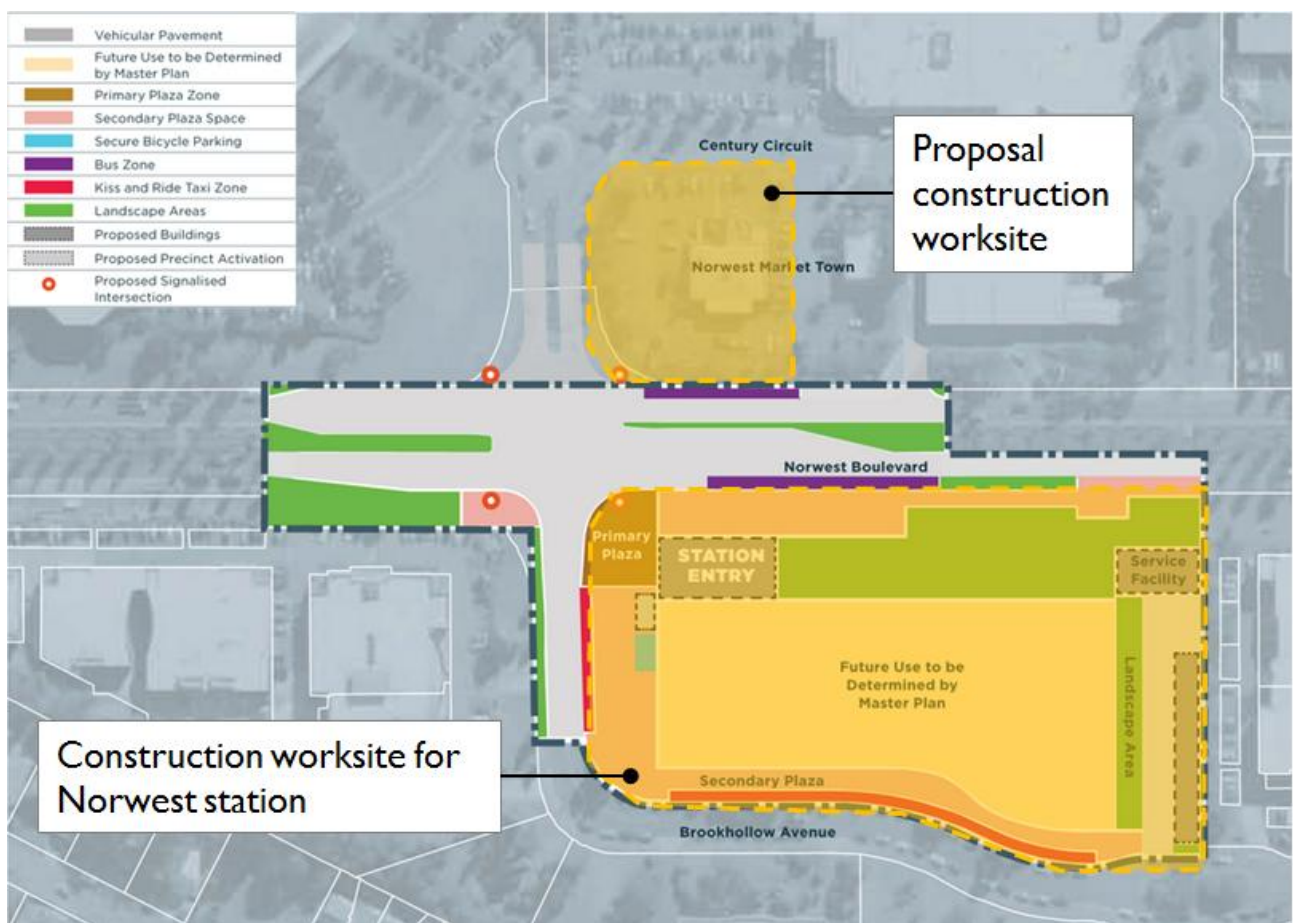 Vehicular Pavement
Future Use to be Determined
by Master Plan
Primary Plaza Zone
Secondary Plaza Space
Secure Bicycle Parking
Bus Zone
Kiss and Ride Taxi Zone
Landscape Areas
Proposed Buildings
Proposed Precinct Activation
Proposed Signalised
Intersection
Century Circuit
Proposal
construction
worksite
Norwest Market Town
Norwest Boulevard
Primary
Plaza
STATION
ENTRY
Service
Facility
Future Use to be
Determined by
Master Plan
Landscape Area
Construction worksite for
Norwest station
Secondary Plaza
Brookhollow Avenue